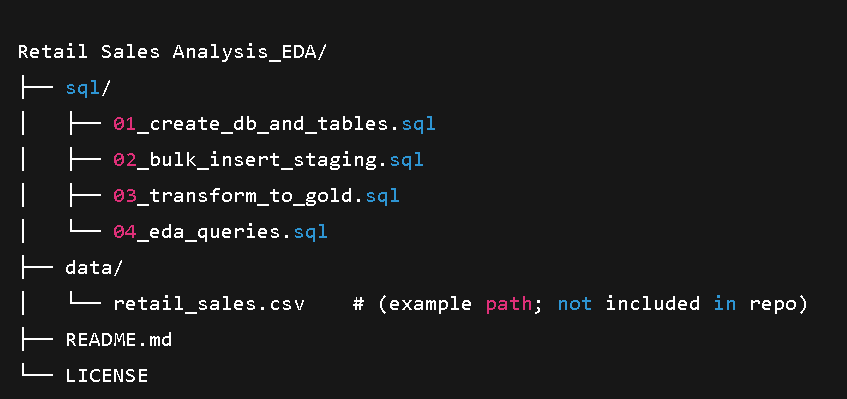 Retail Sales Analysis_EDA/
├── sql/
│   ├── 01_create_db_and_tables.sql
│   ├── 02_bulk_insert_staging.sql
│   ├── 03_transform_to_gold.sql
│   └── 04_eda_queries.sql
├── data/
│   └── retail_sales.csv    # (example path; not included in repo)
├── README.md
└── LICENSE